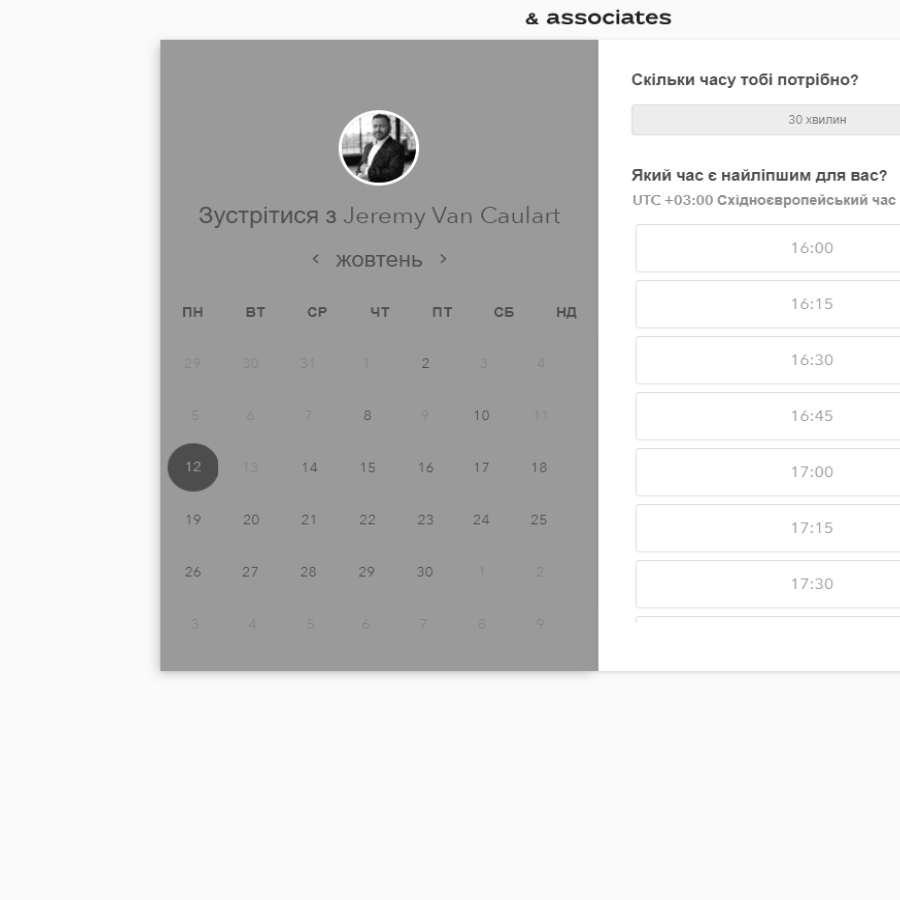 & associates
Зустрітися з Jeremy Van Caulart
жовтень
ПН ВТ СР ЧТ ПТ СБ НД
29 30 31 1 2 3 4
5 6 7 8 9 10 11
12 13 14 15 16 17 18
19 20 21 22 23 24 25
26 27 28 29 30 1 2
3 4 5 6 7 8 9
Скільки часу тобі потрібно?
30 хвилин
Який час є найліпшим для вас?
UTC +03:00 Східноєвропейський час
16:00
16:15
16:30
16:45
17:00
17:15
17:30